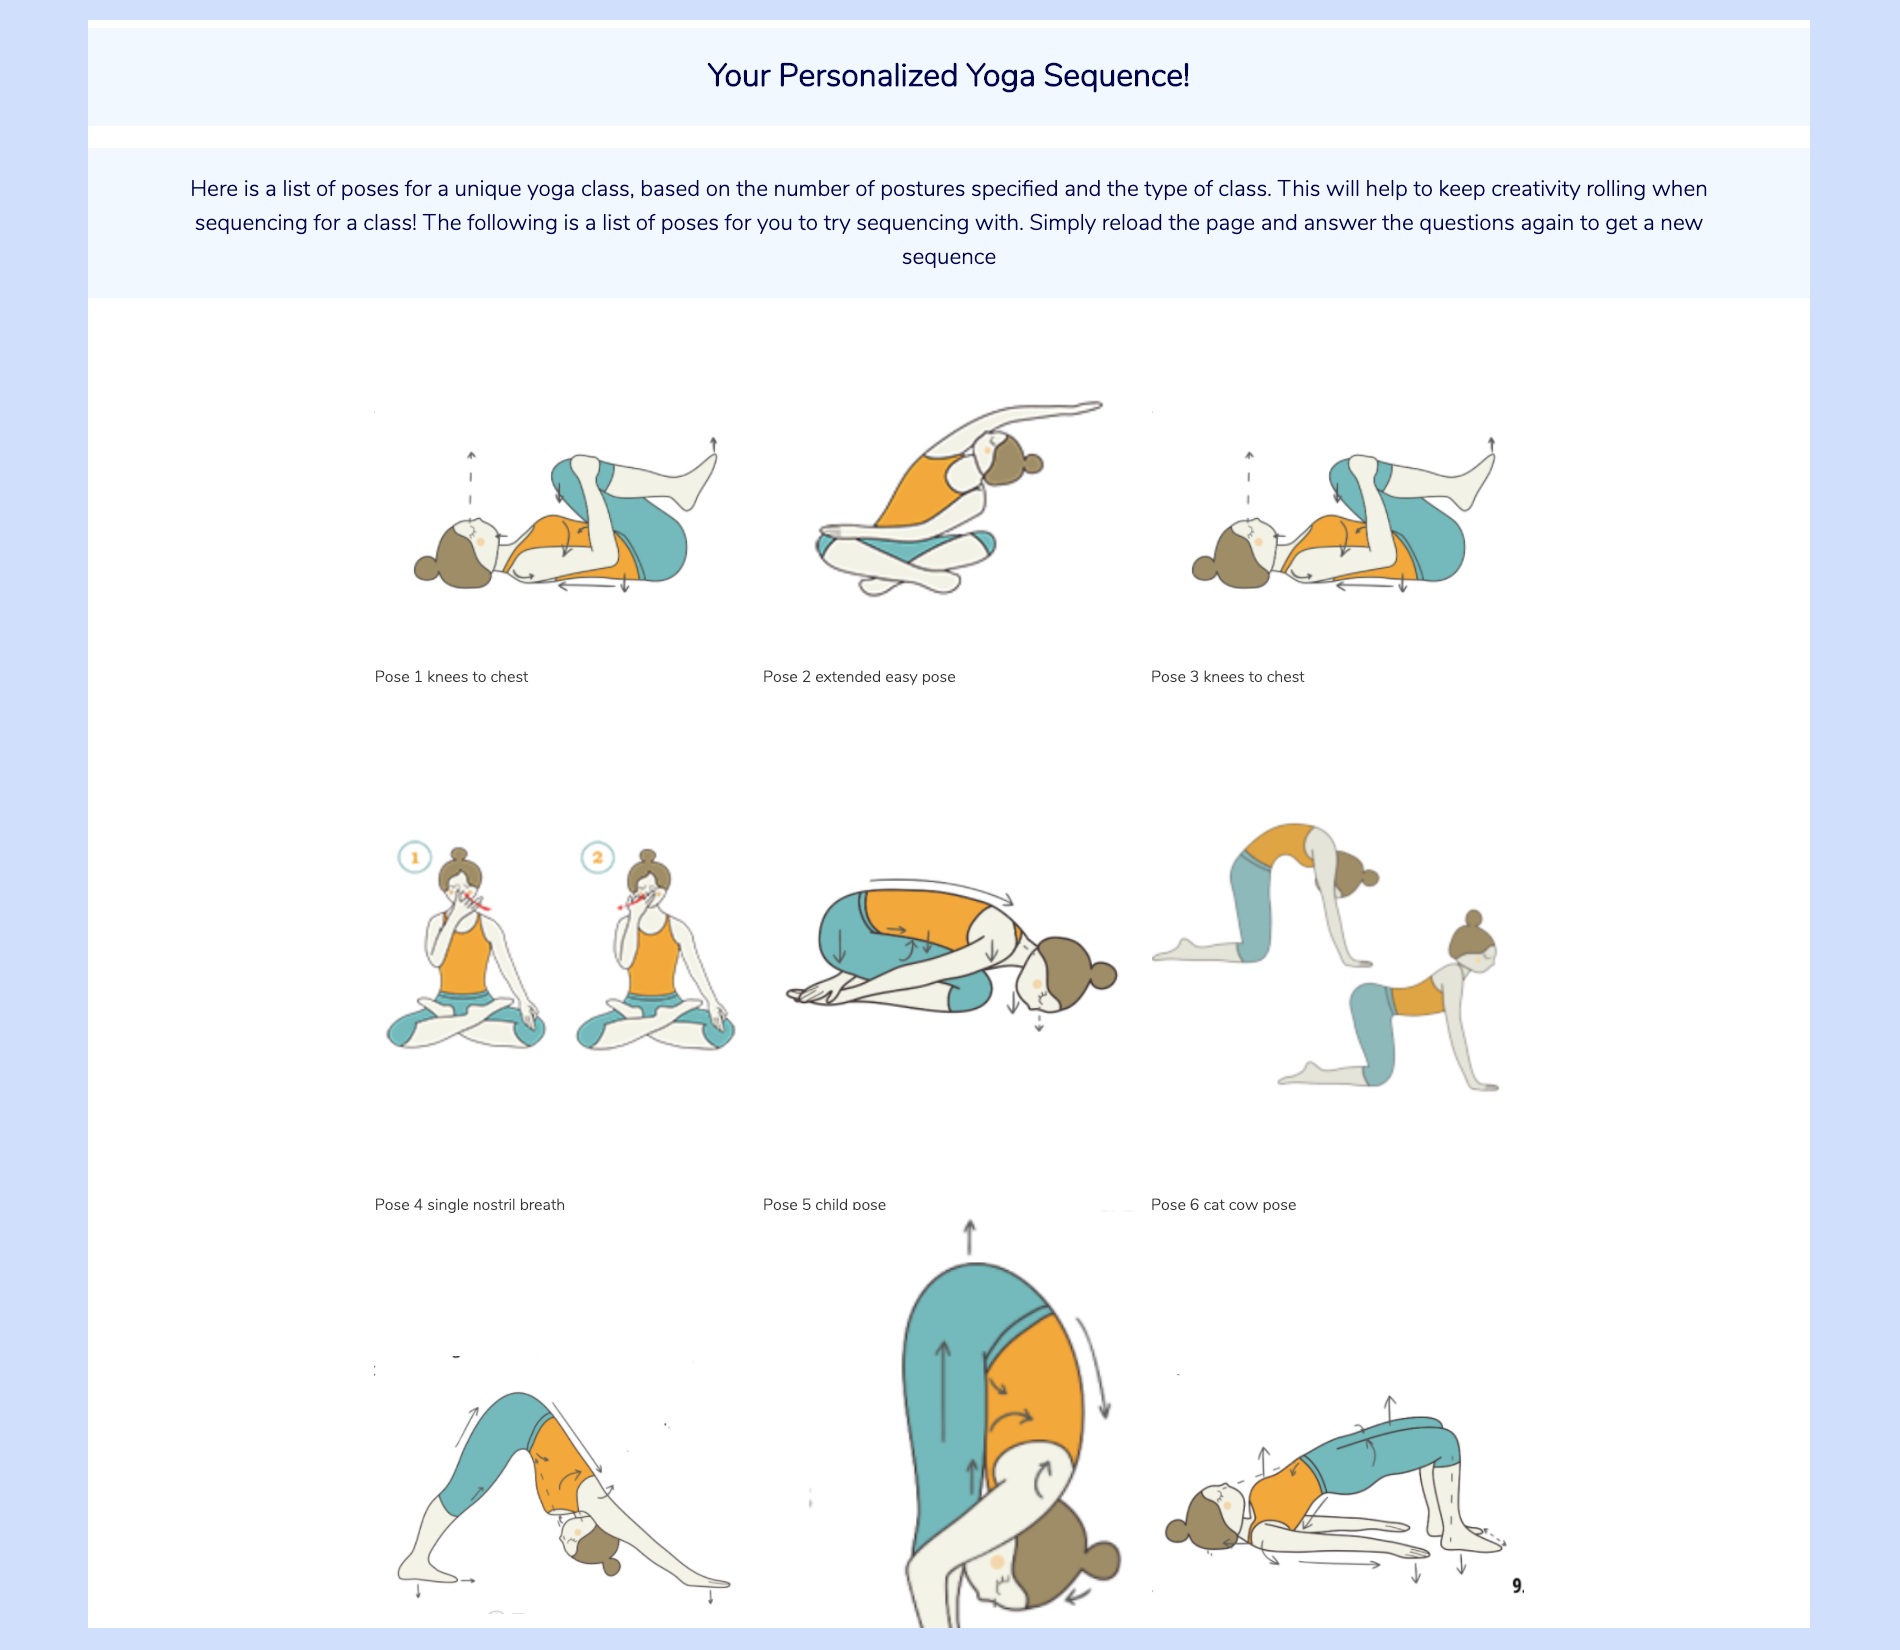 Your Personalized Yoga Sequence!
Here is a list of poses for a unique yoga class, based on the number of postures specified and the type of class. This will help to keep creativity rolling when
sequencing for a class! The following is a list of poses for you to try sequencing with. Simply reload the page and answer the questions again to get a new
sequence
Pose 1 knees to chest
Pose 2 extended easy pose
Pose 3 knees to chest
1
2
Pose 4 single nostril breath
Pose 5 child pose
Pose 6 cat cow pose
9.